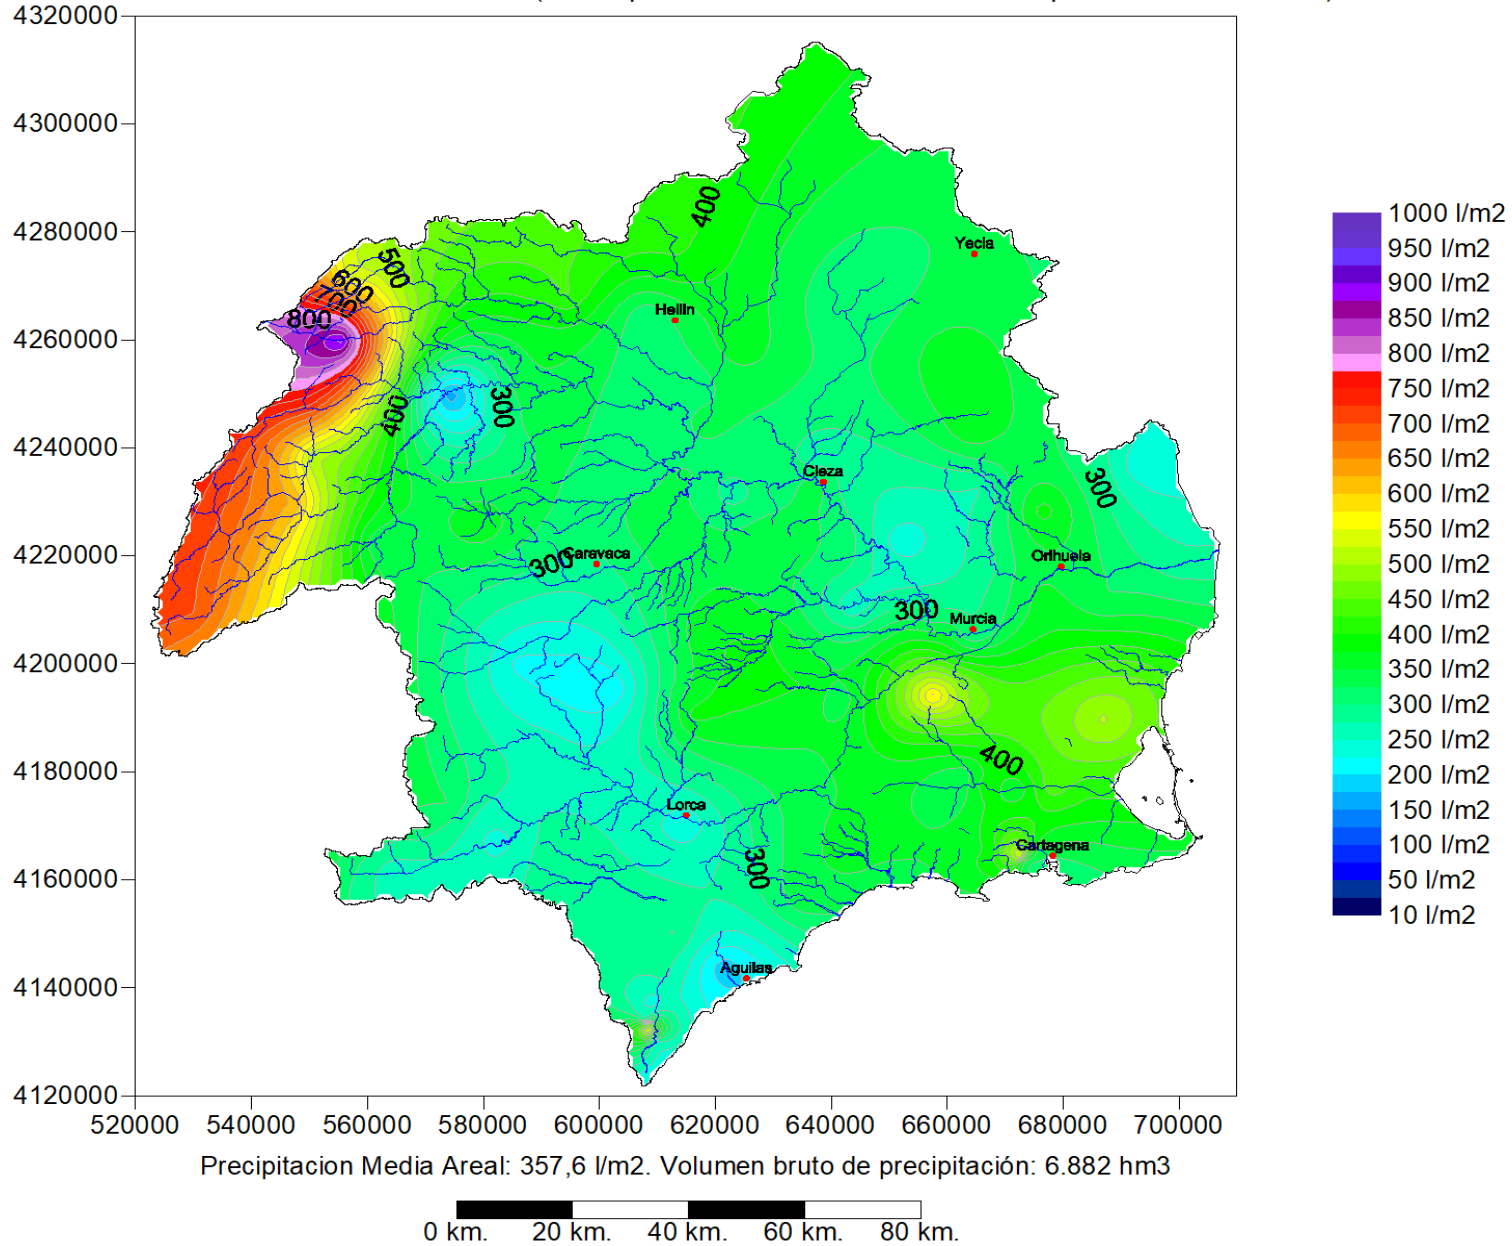 4320000
4300000
4280000
4260000
4240000
4220000
4200000
4180000
4160000
4140000
4120000
520000 540000 560000 580000 600000 620000 640000 660000 680000 700000
400
500
600
700
800
400
300
300
300
300
400
300
Yecla
Hellin
Cieza
Caravaca
Orihuela
Murcia
Lorca
Cartagena
Aguilas
1000 l/m2
950 l/m2
900 l/m2
850 l/m2
800 l/m2
750 l/m2
700 l/m2
650 l/m2
600 l/m2
550 l/m2
500 l/m2
450 l/m2
400 l/m2
350 l/m2
300 l/m2
250 l/m2
200 l/m2
150 l/m2
100 l/m2
50 l/m2
10 l/m2
Precipitacion Media Areal: 357,6 l/m2. Volumen bruto de precipitación: 6.882 hm3
0 km. 20 km. 40 km. 60 km. 80 km.